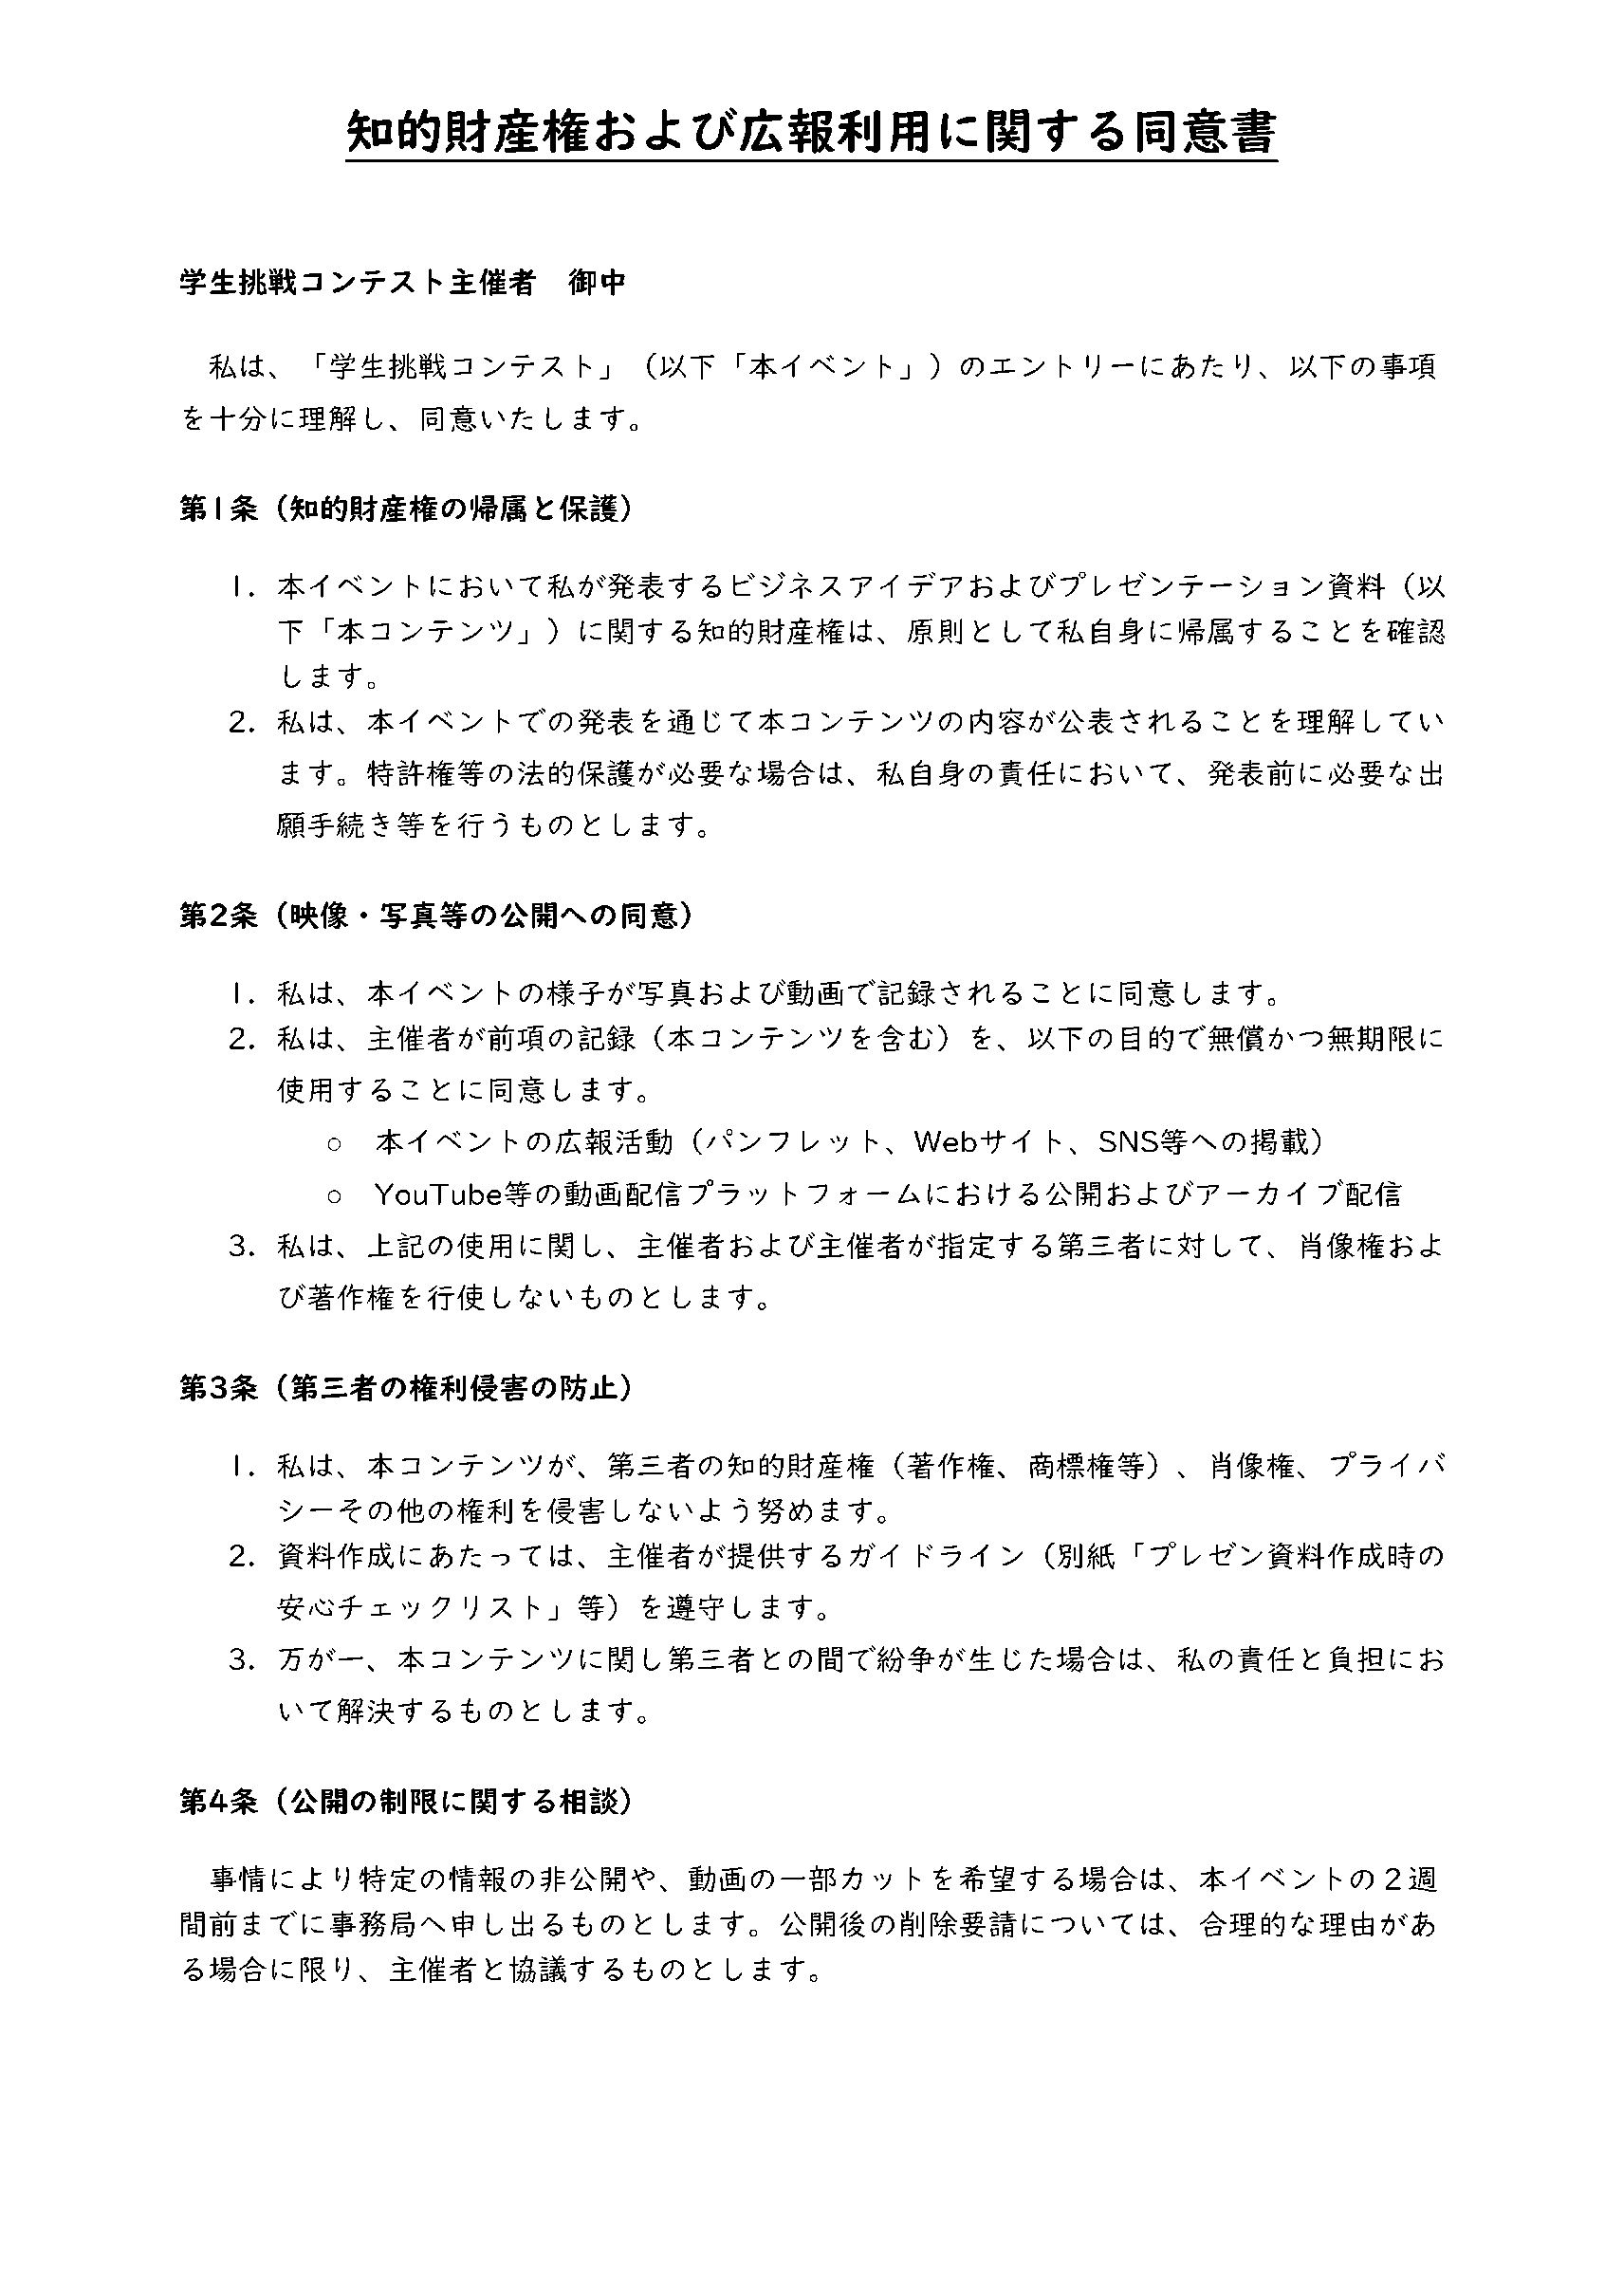 知的財産権および広報利用に関する同意書
学生挑戦コンテスト主催者　御中
私は、「学生挑戦コンテスト」（以下「本イベント」）のエントリーにあたり、以下の事項
を十分に理解し、同意いたします。
第1条（知的財産権の帰属と保護）
1. 本イベントにおいて私が発表するビジネスアイデアおよびプレゼンテーション資料（以
下「本コンテンツ」）に関する知的財産権は、原則として私自身に帰属することを確認
します。
2. 私は、本イベントでの発表を通じて本コンテンツの内容が公表されることを理解してい
ます。特許権等の法的保護が必要な場合は、私自身の責任において、発表前に必要な出
願手続き等を行うものとします。
第2条（映像・写真等の公開への同意）
1. 私は、本イベントの様子が写真および動画で記録されることに同意します。
2. 私は、主催者が前項の記録（本コンテンツを含む）を、以下の目的で無償かつ無期限に
使用することに同意します。
○ 本イベントの広報活動（パンフレット、Webサイト、SNS等への掲載）
○ YouTube等の動画配信プラットフォームにおける公開およびアーカイブ配信
3. 私は、上記の使用に関し、主催者および主催者が指定する第三者に対して、肖像権およ
び著作権を行使しないものとします。
第3条（第三者の権利侵害の防止）
1. 私は、本コンテンツが、第三者の知的財産権（著作権、商標権等）、肖像権、プライバ
シーその他の権利を侵害しないよう努めます。
2. 資料作成にあたっては、主催者が提供するガイドライン（別紙「プレゼン資料作成時の
安心チェックリスト」等）を遵守します。
3. 万が一、本コンテンツに関し第三者との間で紛争が生じた場合は、私の責任と負担にお
いて解決するものとします。
第4条（公開の制限に関する相談）
事情により特定の情報の非公開や、動画の一部カットを希望する場合は、本イベントの２週
間前までに事務局へ申し出るものとします。公開後の削除要請については、合理的な理由があ
る場合に限り、主催者と協議するものとします。